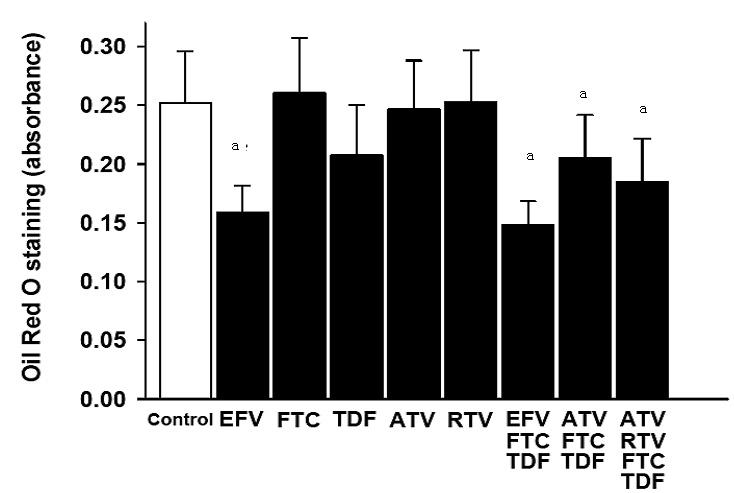 Oil Red O staining (absorbance)
0.30
0.25
0.20
0.15
0.10
0.05
0.00
a
a
a
a
Control EFV FTC TDF ATV RTV EFV ATV ATV
FTC FTC RTV
TDF TDF FTC
TDF